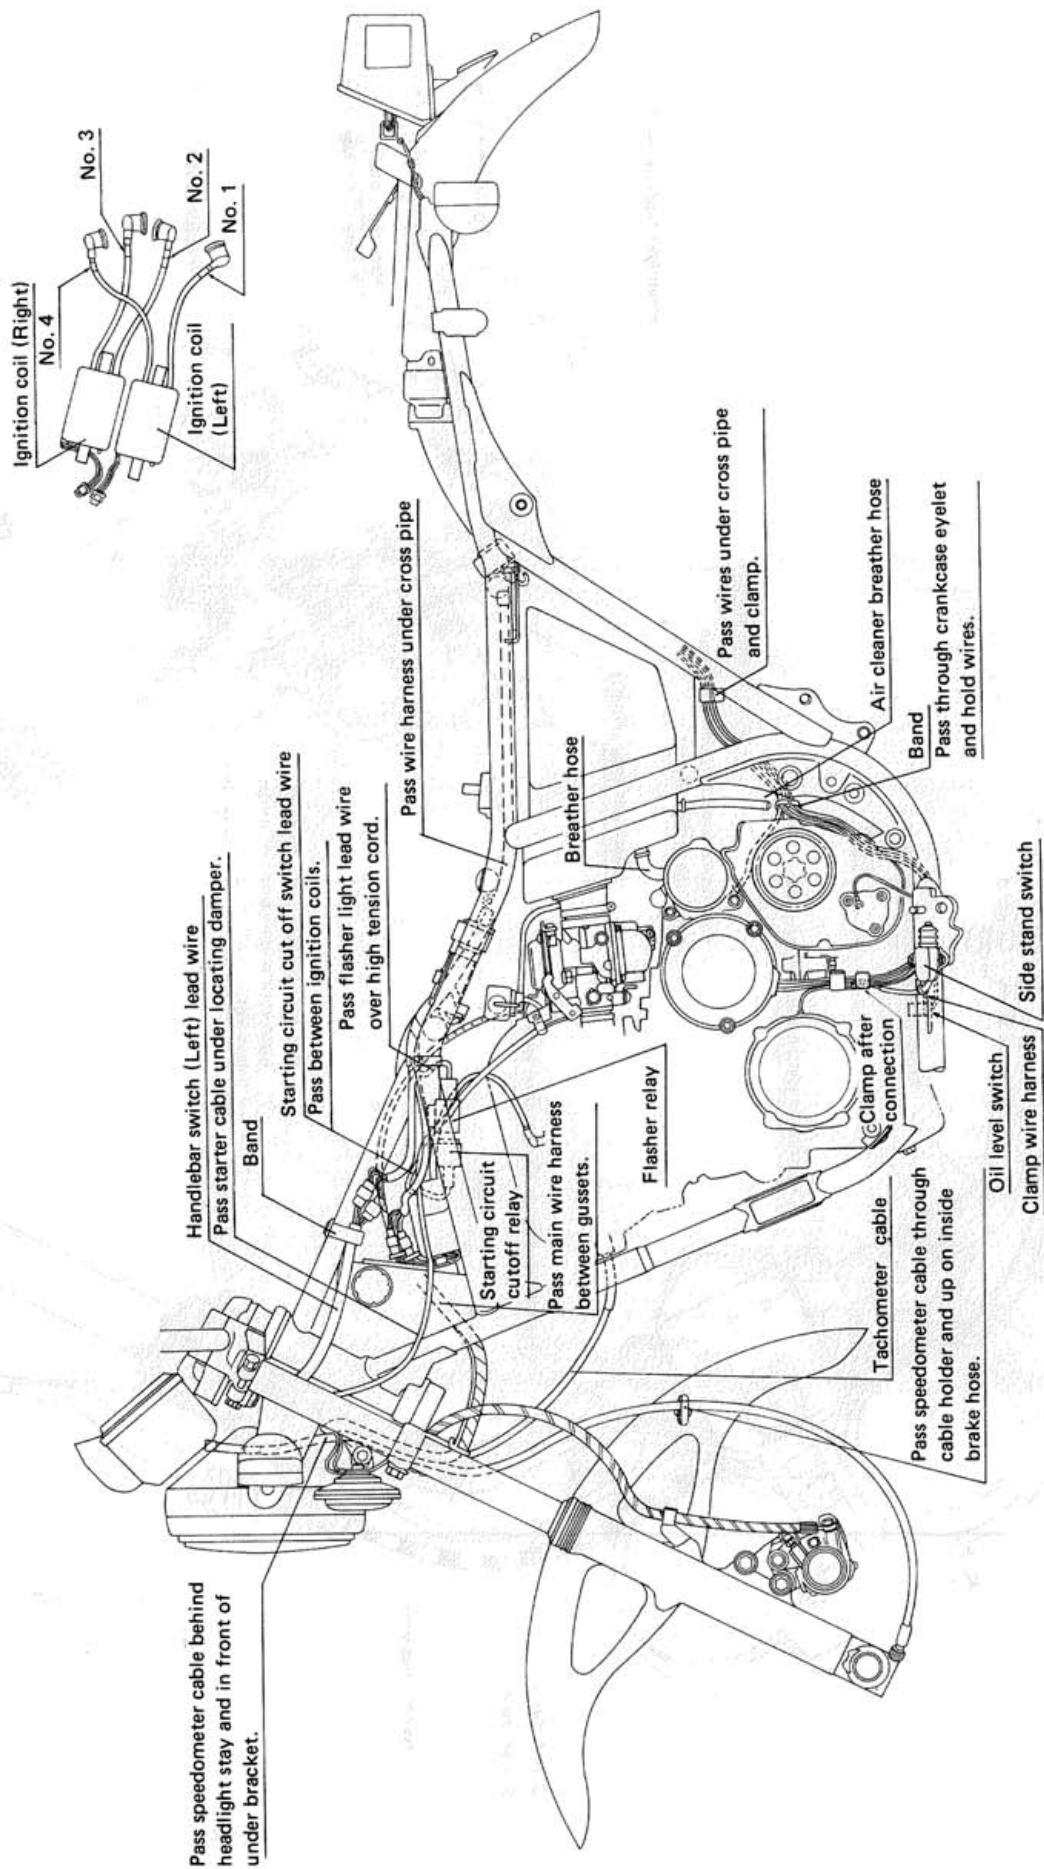 Pass speedometer cable behind
headlight stay and in front of
under bracket.
Handlebar switch (Left) lead wire
Pass starter cable under locating damper.
Band
Starting circuit cut off switch lead wire
Pass between ignition coils.
Pass flasher light lead wire
over high tension cord.
Pass wire harness under cross pipe
Ignition coil (Right)
No. 4
No. 3
No. 2
No. 1
Ignition coil
(Left)
Breather hose
Pass wires under cross pipe
and clamp.
Air cleaner breather hose
Band
Pass through crankcase eyelet
and hold wires.
Starting circuit
cutoff relay
Pass main wire harness
between gussets.
Flasher relay
Clamp after
connection
Tachometer cable
Pass speedometer cable through
cable holder and up on inside
brake hose.
Oil level switch
Clamp wire harness
Side stand switch